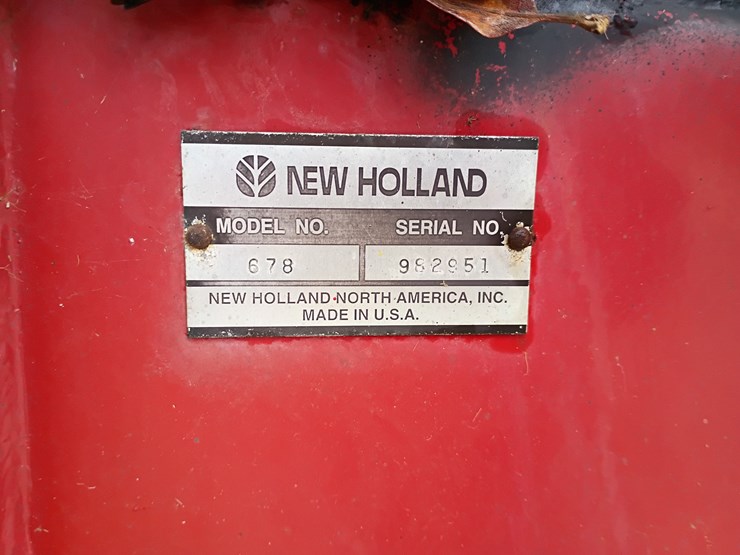 NEW HOLLAND
MODEL NO. SERIAL NO.
678 982951
NEW HOLLAND NORTH AMERICA, INC.
MADE IN U.S.A.